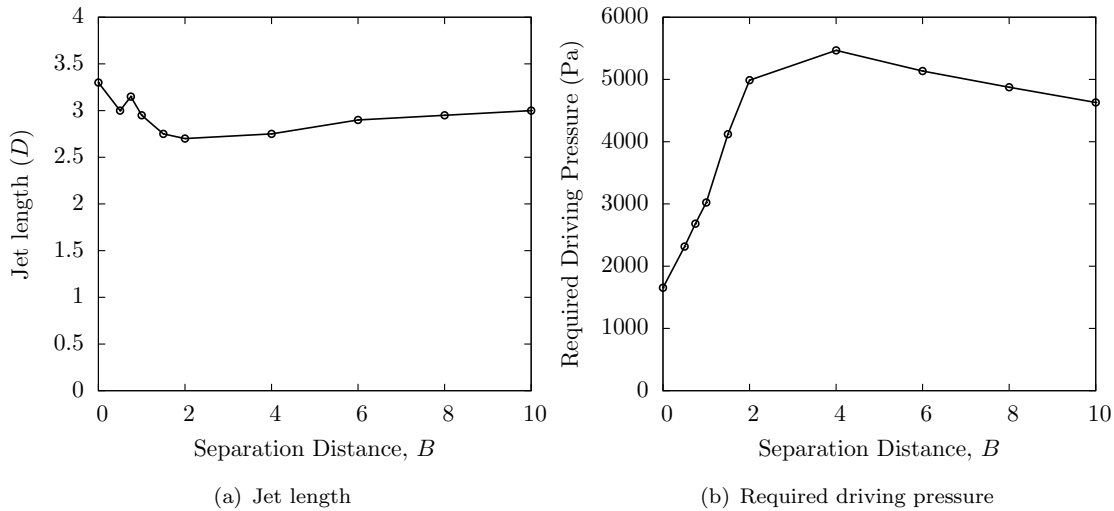 4
3.5
3
2.5
2
1.5
1
0.5
0
Jet length (D)
0 2 4 6 8 10
Separation Distance, B
(a) Jet length
6000
5000
4000
3000
2000
1000
0
Required Driving Pressure (Pa)
0 2 4 6 8 10
Separation Distance, B
(b) Required driving pressure